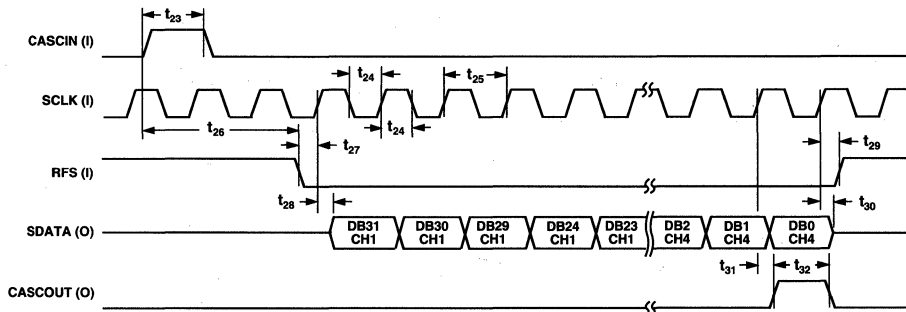 t23
CASCIN (I)
t24
t25
SCLK (I)
t26
t24
t27
t29
RFS (I)
t28
t30
SDATA (O)
DB31 CH1
DB30 CH1
DB29 CH1
DB24 CH1
DB23 CH1
DB2 CH4
DB1 CH4
DB0 CH4
t31
t32
CASCOUT (O)